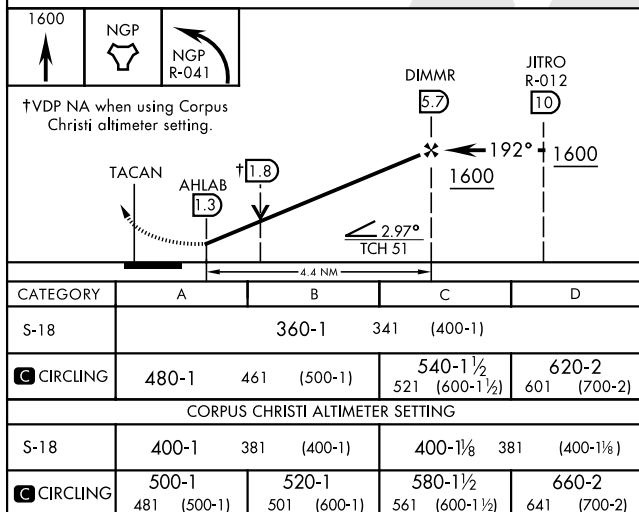 1600
NGP
NGP
R-041
†VDP NA when using Corpus
Christi altimeter setting.
DIMMR
5.7
JITRO
R-012
10
192°
1600
1600
TACAN
AHLAB
1.3
†1.8
2.97°
TCH 51
4.4 NM
CATEGORY A B C D
S-18 360-1 341 (400-1)
C CIRCLING 480-1 461 (500-1) 540-1½ 521 (600-1½) 620-2 601 (700-2)
CORPUS CHRISTI ALTIMETER SETTING
S-18 400-1 381 (400-1) 400-1⅛ 381 (400-1⅛)
C CIRCLING 500-1 481 (500-1) 520-1 501 (600-1) 580-1½ 561 (600-1½) 660-2 641 (700-2)